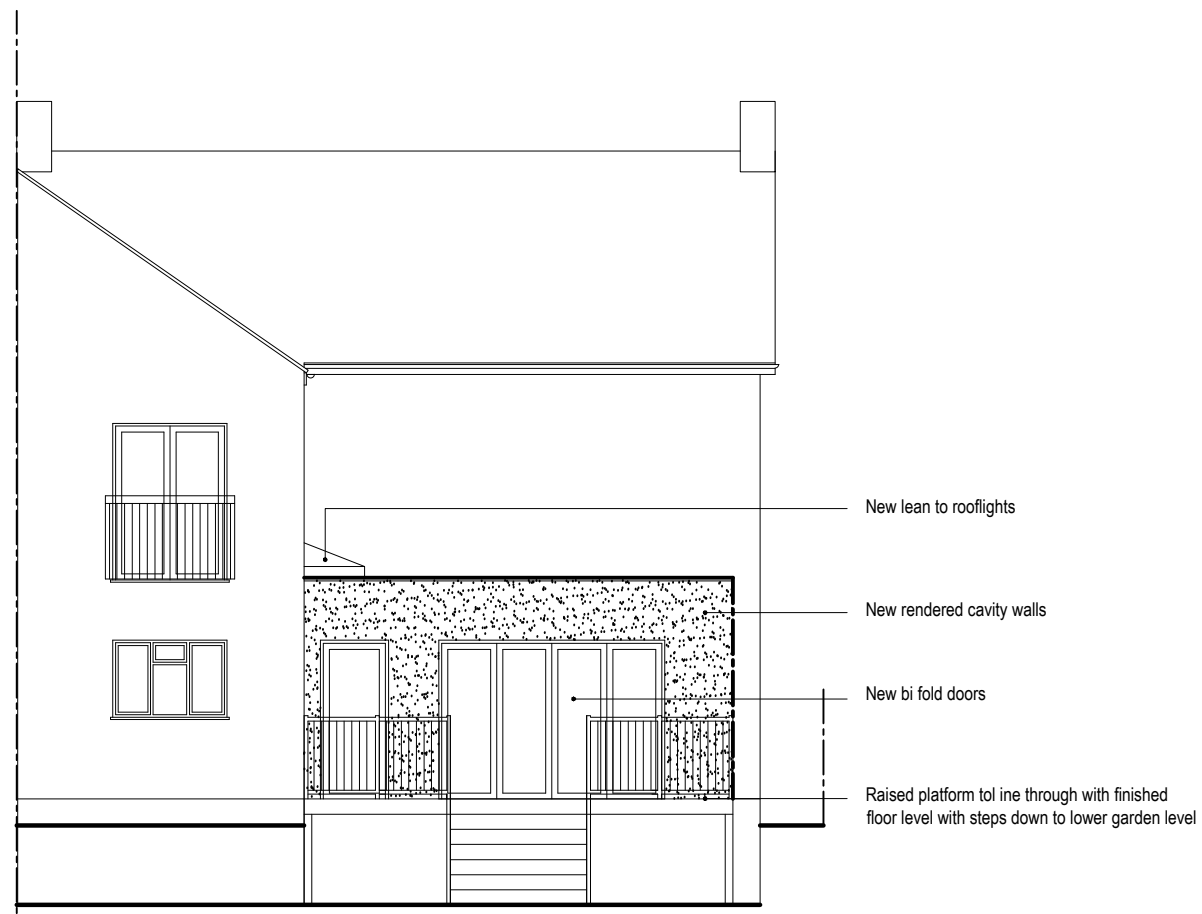 New lean to rooflights
New rendered cavity walls
New bi fold doors
Raised platform tol ine through with finished
floor level with steps down to lower garden level